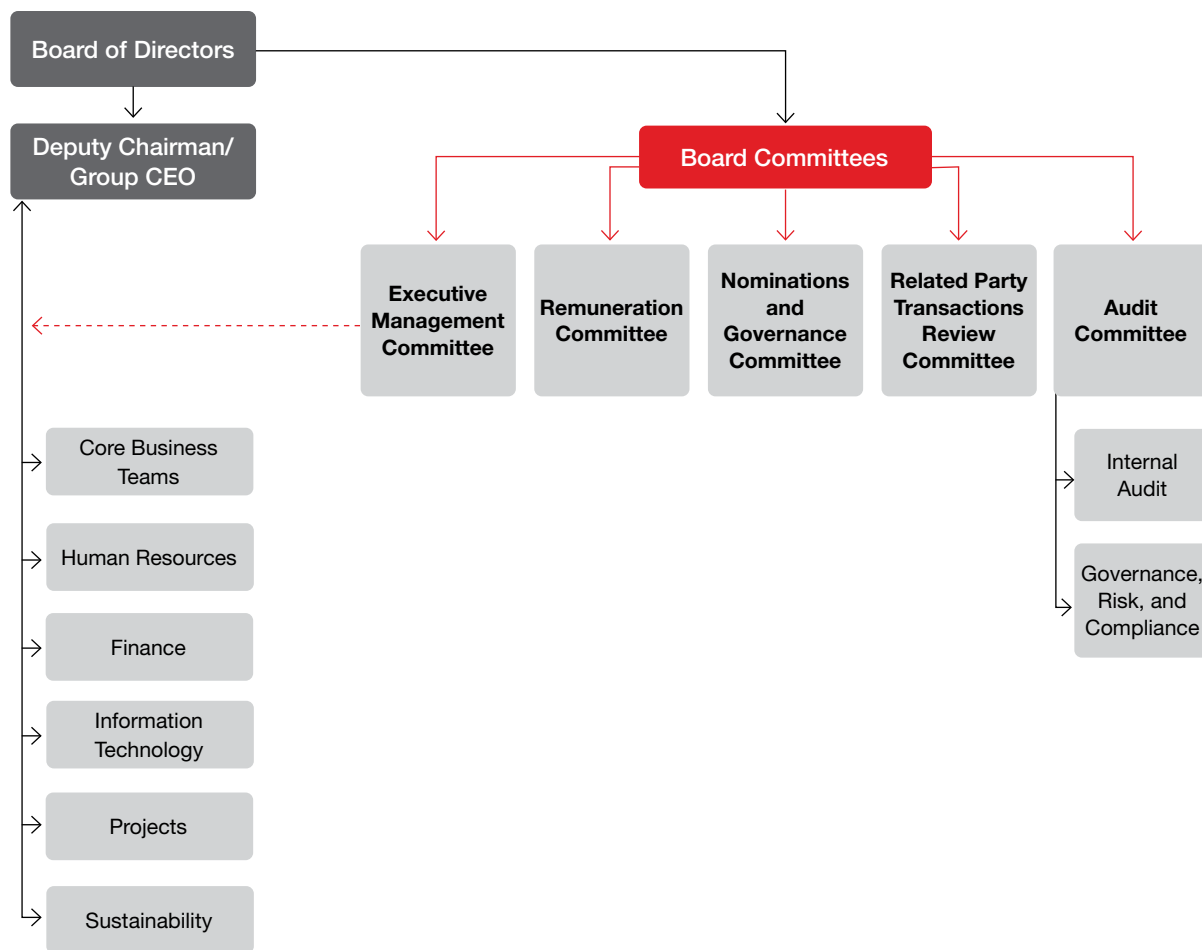 Board of Directors
Deputy Chairman/
Group CEO
Board Committees
Executive
Management
Committee
Remuneration
Committee
Nominations
and
Governance
Committee
Related Party
Transactions
Review
Committee
Audit
Committee
Core Business
Teams
Human Resources
Finance
Information
Technology
Projects
Sustainability
Internal
Audit
Governance,
Risk, and
Compliance